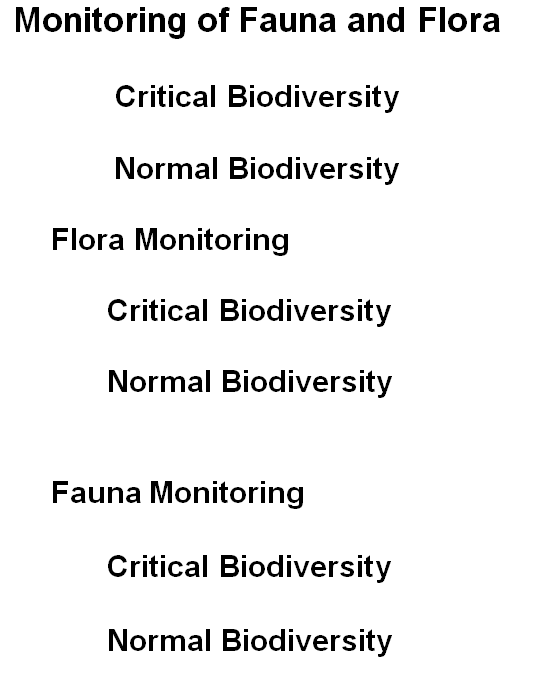 Monitoring of Fauna and Flora
Critical Biodiversity
Normal Biodiversity
Flora Monitoring
Critical Biodiversity
Normal Biodiversity
Fauna Monitoring
Critical Biodiversity
Normal Biodiversity